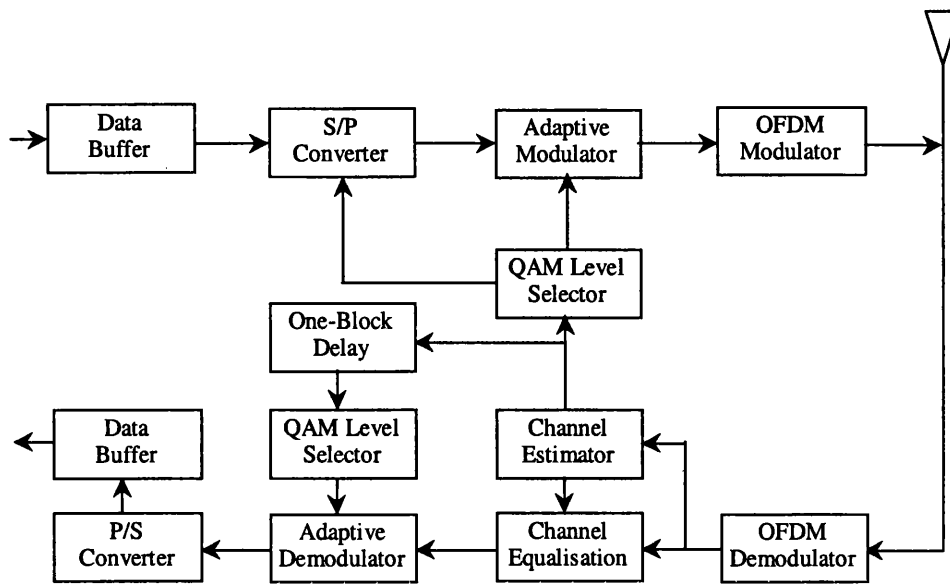 Data
Buffer
S/P
Converter
Adaptive
Modulator
OFDM
Modulator
QAM Level
Selector
One-Block
Delay
Data
Buffer
QAM Level
Selector
Channel
Estimator
P/S
Converter
Adaptive
Demodulator
Channel
Equalisation
OFDM
Demodulator